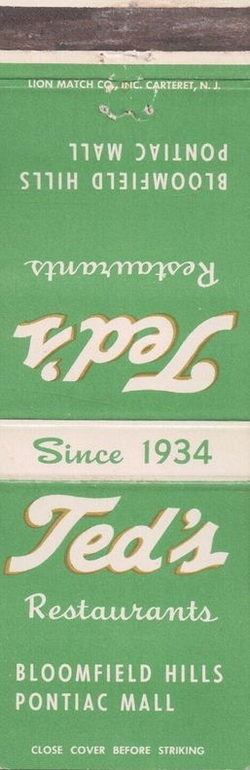 LION MATCH CO., INC. CARTERET, N. J.
BLOOMFIELD HILLS
PONTIAC MALL
Restaurants
Ted's
Since 1934
Ted's
Restaurants
BLOOMFIELD HILLS
PONTIAC MALL
CLOSE COVER BEFORE STRIKING